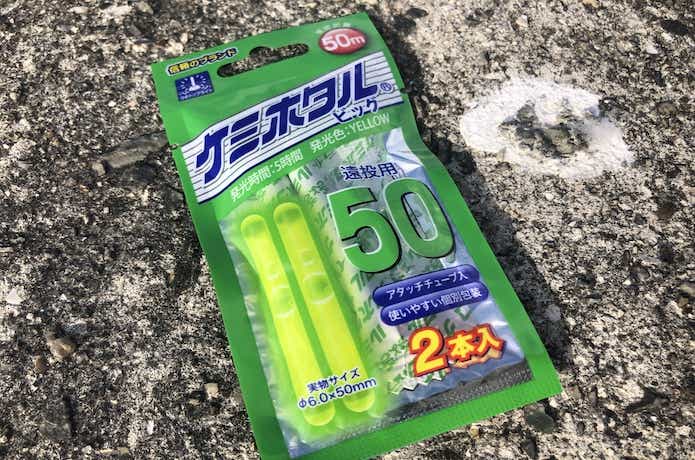 信頼のブランド
50m
ケミホタル®
ビッグ
発光時間:5時間 発光色:YELLOW
遠投用
50
アタッチチューブ入
使いやすい個別包装
2本入
実物サイズ
Φ6.0×50mm